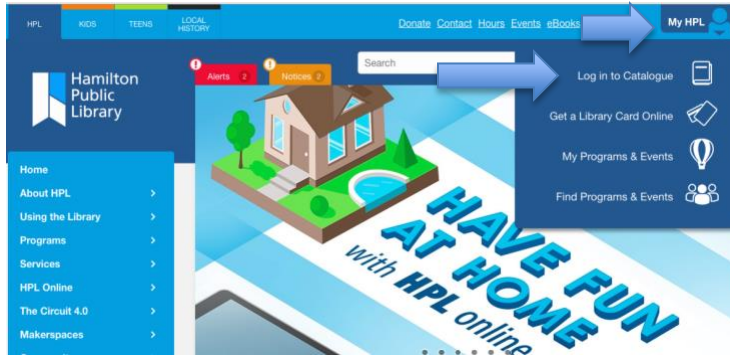 HPL
KIDS
TEENS
LOCAL
HISTORY
Donate Contact Hours Events eBooks
My HPL
Hamilton
Public
Library
! Alerts 2
! Notices 2
Search
Log in to Catalogue
Get a Library Card Online
My Programs & Events
Find Programs & Events
Home
About HPL
Using the Library
Programs
Services
HPL Online
The Circuit 4.0
Makerspaces
HAVE FUN
AT HOME
with HPL online